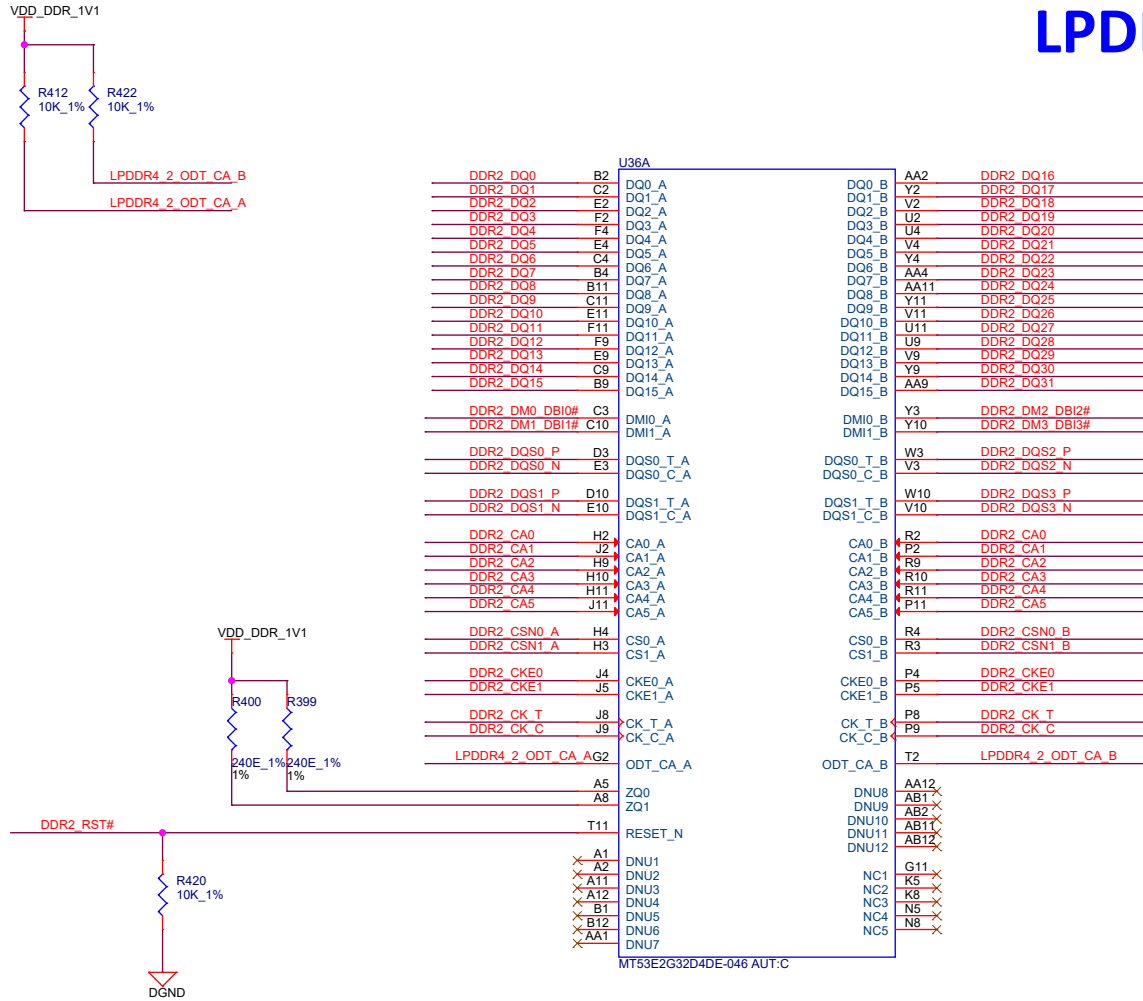 VDD_DDR_1V1
LPD
R412
10K_1%
R422
10K_1%
LPDDR4_2_ODT_CA_B
LPDDR4_2_ODT_CA_A
U36A
DDR2_DQ0 B2 DQ0_A DQ0_B AA2 DDR2_DQ16
DDR2_DQ1 C2 DQ1_A DQ1_B Y2 DDR2_DQ17
DDR2_DQ2 E2 DQ2_A DQ2_B V2 DDR2_DQ18
DDR2_DQ3 F2 DQ3_A DQ3_B U2 DDR2_DQ19
DDR2_DQ4 F4 DQ4_A DQ4_B U4 DDR2_DQ20
DDR2_DQ5 E4 DQ5_A DQ5_B V4 DDR2_DQ21
DDR2_DQ6 C4 DQ6_A DQ6_B Y4 DDR2_DQ22
DDR2_DQ7 B4 DQ7_A DQ7_B AA4 DDR2_DQ23
DDR2_DQ8 B11 DQ8_A DQ8_B AA11 DDR2_DQ24
DDR2_DQ9 C11 DQ9_A DQ9_B Y11 DDR2_DQ25
DDR2_DQ10 E11 DQ10_A DQ10_B V11 DDR2_DQ26
DDR2_DQ11 F11 DQ11_A DQ11_B U11 DDR2_DQ27
DDR2_DQ12 F9 DQ12_A DQ12_B U9 DDR2_DQ28
DDR2_DQ13 E9 DQ13_A DQ13_B V9 DDR2_DQ29
DDR2_DQ14 C9 DQ14_A DQ14_B Y9 DDR2_DQ30
DDR2_DQ15 B9 DQ15_A DQ15_B AA9 DDR2_DQ31
DDR2_DM0_DBI0# C3 DMI0_A DMI0_B Y3 DDR2_DM2_DBI2#
DDR2_DM1_DBI1# C10 DMI1_A DMI1_B Y10 DDR2_DM3_DBI3#
DDR2_DQS0_P D3 DQS0_T_A DQS0_T_B W3 DDR2_DQS2_P
DDR2_DQS0_N E3 DQS0_C_A DQS0_C_B V3 DDR2_DQS2_N
DDR2_DQS1_P D10 DQS1_T_A DQS1_T_B W10 DDR2_DQS3_P
DDR2_DQS1_N E10 DQS1_C_A DQS1_C_B V10 DDR2_DQS3_N
DDR2_CA0 H2 CA0_A CA0_B R2 DDR2_CA0
DDR2_CA1 J2 CA1_A CA1_B P2 DDR2_CA1
DDR2_CA2 H9 CA2_A CA2_B R9 DDR2_CA2
DDR2_CA3 H10 CA3_A CA3_B R10 DDR2_CA3
DDR2_CA4 H11 CA4_A CA4_B R11 DDR2_CA4
DDR2_CA5 J11 CA5_A CA5_B P11 DDR2_CA5
VDD_DDR_1V1
DDR2_CSN0_A H4 CS0_A CS0_B R4 DDR2_CSN0_B
DDR2_CSN1_A H3 CS1_A CS1_B R3 DDR2_CSN1_B
DDR2_CKE0 J4 CKE0_A CKE0_B P4 DDR2_CKE0
DDR2_CKE1 J5 CKE1_A CKE1_B P5 DDR2_CKE1
R400
R399
DDR2_CK_T J8 CK_T_A CK_T_B P8 DDR2_CK_T
DDR2_CK_C J9 CK_C_A CK_C_B P9 DDR2_CK_C
LPDDR4_2_ODT_CA_A G2 ODT_CA_A ODT_CA_B T2 LPDDR4_2_ODT_CA_B
240E_1% 240E_1%
1% 1%
A5 ZQ0 DNU8 AA12
A8 ZQ1 DNU9 AB1
DNU10 AB2
DDR2_RST# T11 RESET_N DNU11 AB11
DNU12 AB12
A1 DNU1
A2 DNU2 NC1 G11
A11 DNU3 NC2 K5
A12 DNU4 NC3 K8
B1 DNU5 NC4 N5
B12 DNU6 NC5 N8
AA1 DNU7
R420
10K_1%
MT53E2G32D4DE-046 AUT:C
DGND